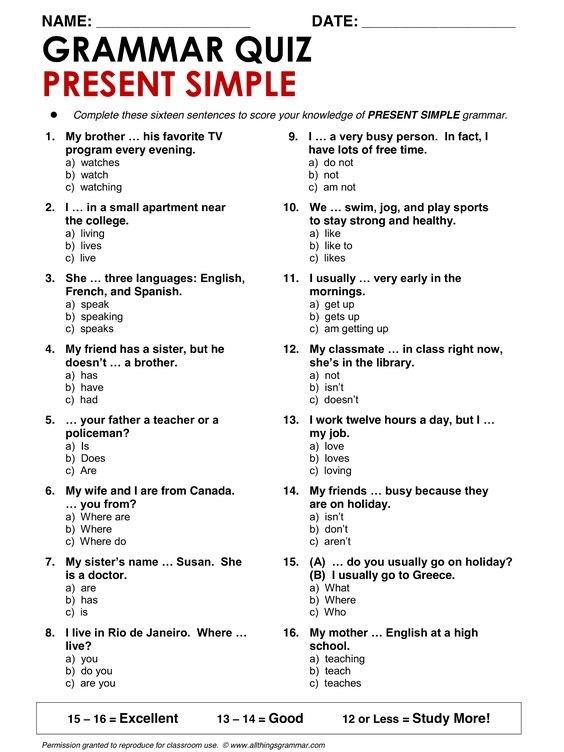 NAME: ____________________ DATE: ____________________
GRAMMAR QUIZ
PRESENT SIMPLE
● Complete these sixteen sentences to score your knowledge of PRESENT SIMPLE grammar.
1. My brother … his favorite TV
program every evening.
a) watches
b) watch
c) watching
2. I … in a small apartment near
the college.
a) living
b) lives
c) live
3. She … three languages: English,
French, and Spanish.
a) speak
b) speaking
c) speaks
4. My friend has a sister, but he
doesn’t … a brother.
a) has
b) have
c) had
5. … your father a teacher or a
policeman?
a) Is
b) Does
c) Are
6. My wife and I are from Canada.
… you from?
a) Where are
b) Where
c) Where do
7. My sister’s name … Susan. She
is a doctor.
a) are
b) has
c) is
8. I live in Rio de Janeiro. Where …
live?
a) you
b) do you
c) are you
9. I … a very busy person. In fact, I
have lots of free time.
a) do not
b) not
c) am not
10. We … swim, jog, and play sports
to stay strong and healthy.
a) like
b) like to
c) likes
11. I usually … very early in the
mornings.
a) get up
b) gets up
c) am getting up
12. My classmate … in class right now,
she’s in the library.
a) not
b) isn’t
c) doesn’t
13. I work twelve hours a day, but I …
my job.
a) love
b) loves
c) loving
14. My friends … busy because they
are on holiday.
a) isn’t
b) don’t
c) aren’t
15. (A) … do you usually go on holiday?
(B) I usually go to Greece.
a) What
b) Where
c) Who
16. My mother … English at a high
school.
a) teaching
b) teach
c) teaches
15 – 16 = Excellent 13 – 14 = Good 12 or Less = Study More!
Permission granted to reproduce for classroom use. © www.allthingsgrammar.com